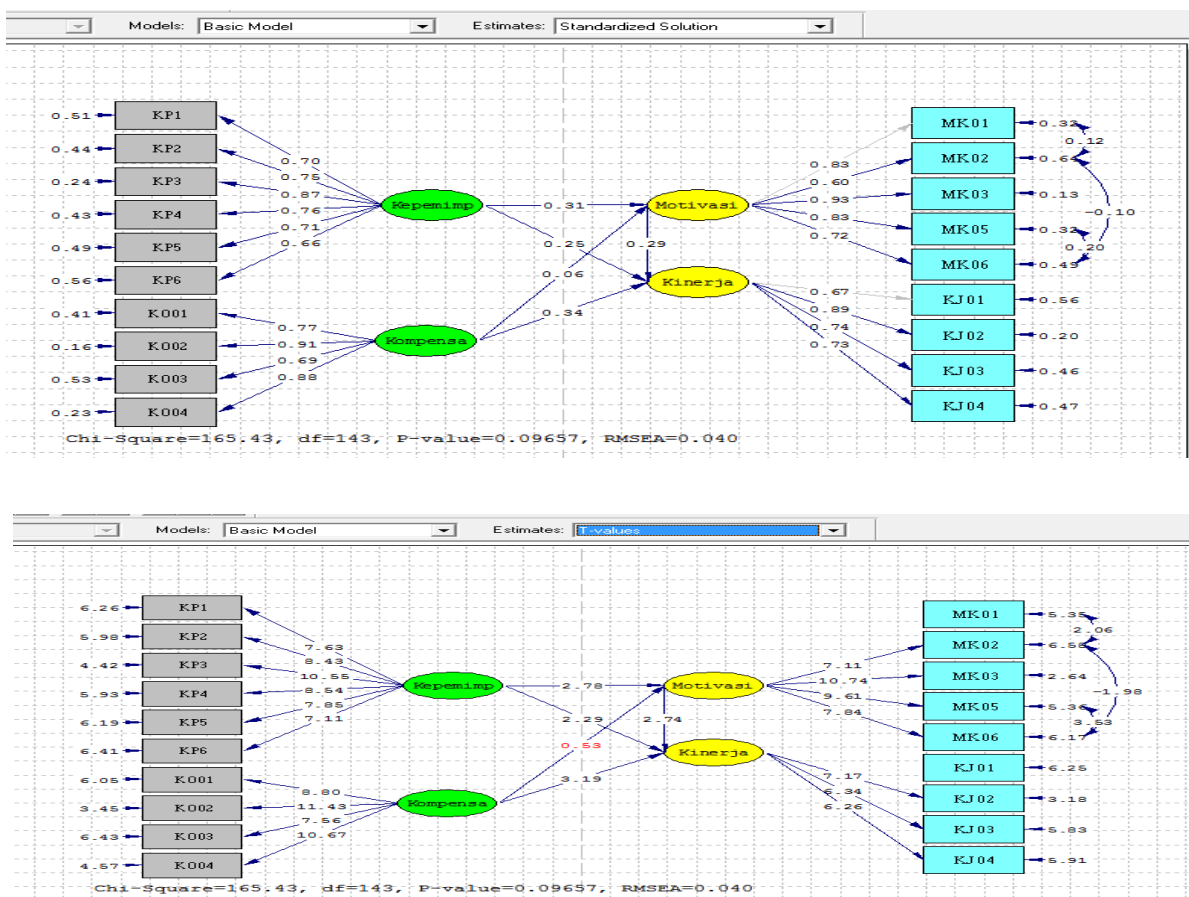 Models: Basic Model Estimates: Standardized Solution
0.51 KP1
0.44 KP2
0.24 KP3
0.43 KP4
0.49 KP5
0.56 KP6
0.41 KO01
0.16 KO02
0.53 KO03
0.23 KO04
0.70
0.75
0.87
0.76
0.71
0.66
0.77
0.91
0.69
0.88
Kepemimp
Kompensa
0.31
0.25
0.29
0.06
0.34
Motivasi
Kinerja
0.83
0.60
0.93
0.83
0.72
0.67
0.89
0.74
0.73
MK01 0.32
0.12
MK02 0.64
MK03 0.13
-0.10
MK05 0.32
0.20
MK06 0.49
KJ01 0.56
KJ02 0.20
KJ03 0.46
KJ04 0.47
Chi-Square=165.43, df=143, P-value=0.09657, RMSEA=0.040
Models: Basic Model Estimates: T-values
6.26 KP1
5.98 KP2
4.42 KP3
5.93 KP4
6.19 KP5
6.41 KP6
6.05 KO01
3.45 KO02
6.43 KO03
4.57 KO04
7.63
8.43
10.55
8.54
7.85
7.11
8.80
11.43
7.56
10.67
Kepemimp
Kompensa
2.78
2.29
2.74
0.53
3.19
Motivasi
Kinerja
7.11
10.74
9.61
7.84
7.17
6.34
6.26
MK01 5.35
2.06
MK02 6.58
MK03 2.64
-1.98
MK05 5.36
3.53
MK06 6.17
KJ01 6.25
KJ02 3.18
KJ03 5.83
KJ04 5.91
Chi-Square=165.43, df=143, P-value=0.09657, RMSEA=0.040